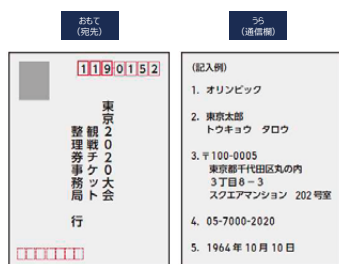 おもて
(宛先)
1190152
東京2020大会
観戦チケット
整理券事務局 行
うら
(通信欄)
(記入例)
1. オリンピック
2. 東京太郎
トウキョウ タロウ
3. 〒100-0005
東京都千代田区丸の内
3丁目8-3
スクエアマンション 202号室
4. 05-7000-2020
5. 1964年10月10日